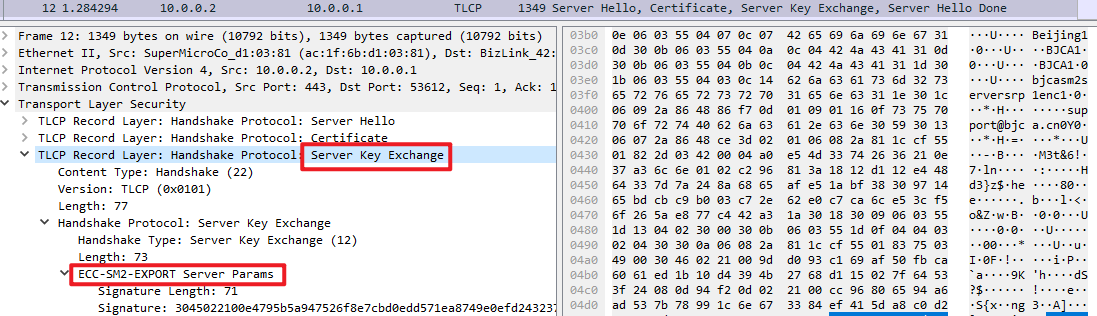 12 1.284294 10.0.0.2 10.0.0.1 TLCP 1349 Server Hello, Certificate, Server Key Exchange, Server Hello Done
Frame 12: 1349 bytes on wire (10792 bits), 1349 bytes captured (10792 bits)
Ethernet II, Src: SuperMicroCo_d1:03:81 (ac:1f:6b:d1:03:81), Dst: BizLink_42:
Internet Protocol Version 4, Src: 10.0.0.2, Dst: 10.0.0.1
Transmission Control Protocol, Src Port: 443, Dst Port: 53612, Seq: 1, Ack: 1
Transport Layer Security
TLCP Record Layer: Handshake Protocol: Server Hello
TLCP Record Layer: Handshake Protocol: Certificate
TLCP Record Layer: Handshake Protocol: Server Key Exchange
Content Type: Handshake (22)
Version: TLCP (0x0101)
Length: 77
Handshake Protocol: Server Key Exchange
Handshake Type: Server Key Exchange (12)
Length: 73
ECC-SM2-EXPORT Server Params
Signature Length: 71
Signature: 3045022100e4795b5a947526f8e7cbd0edd571ea8749e0efd243237
03b0 0e 06 03 55 04 07 0c 07 42 65 69 6a 69 6e 67 31 ···U···· Beijing1
03c0 0d 30 0b 06 03 55 04 0a 0c 04 42 4a 43 41 31 0d ·0···U·· ··BJCA1·
03d0 30 0b 06 03 55 04 0b 0c 04 42 4a 43 41 31 1d 30 0···U··· ·BJCA1·0
03e0 1b 06 03 55 04 03 0c 14 62 6a 63 61 73 6d 32 73 ···U···· bjcasm2s
03f0 65 72 76 65 72 73 72 70 31 65 6e 63 31 1e 30 1c erversrp 1enc1·0·
0400 06 09 2a 86 48 86 f7 0d 01 09 01 16 0f 73 75 70 ··*·H··· ·····sup
0410 70 6f 72 74 40 62 6a 63 61 2e 63 6e 30 59 30 13 port@bjc a.cn0Y0·
0420 06 07 2a 86 48 ce 3d 02 01 06 08 2a 81 1c cf 55 ··*·H·=· ···*···U
0430 01 82 2d 03 42 00 04 a0 e5 4d 33 74 26 36 21 0e ··-·B··· ·M3t&6!·
0440 37 a3 6c 6e 01 02 c2 96 81 3a 18 12 d1 12 e4 48 7·ln···· ·:·····H
0450 64 33 7d 7a 24 8a 68 65 af e5 1a bf 38 30 97 14 d3}z$·he ····80··
0460 65 bd cb c9 b0 03 c7 2e 62 e0 c7 ca 6c e5 3c f5 e······. b···l·<·
0470 6f 26 5a e8 77 c4 42 a3 1a 30 18 30 09 06 03 55 o&Z·w·B· ·0·0···U
0480 1d 13 04 02 30 00 30 0b 06 03 55 1d 0f 04 04 03 ····0·0· ··U·····
0490 02 04 30 30 0a 06 08 2a 81 1c cf 55 01 83 75 03 ··00···* ···U··u·
04a0 49 00 30 46 02 21 00 9d d0 93 c1 69 af 50 fb ca I·0F·!·· ···i·P··
04b0 60 61 ed 1b 10 d4 39 4b 27 68 d1 15 02 7f 64 53 `a····9K 'h····dS
04c0 3f 24 08 0d 94 f2 0d 02 21 00 cc 96 80 65 94 a6 ?$······ !····e··
04d0 ad 53 7b 78 99 1c 6e 67 33 84 ef 41 5d a8 c0 d2 ·S{x··ng 3··A]···